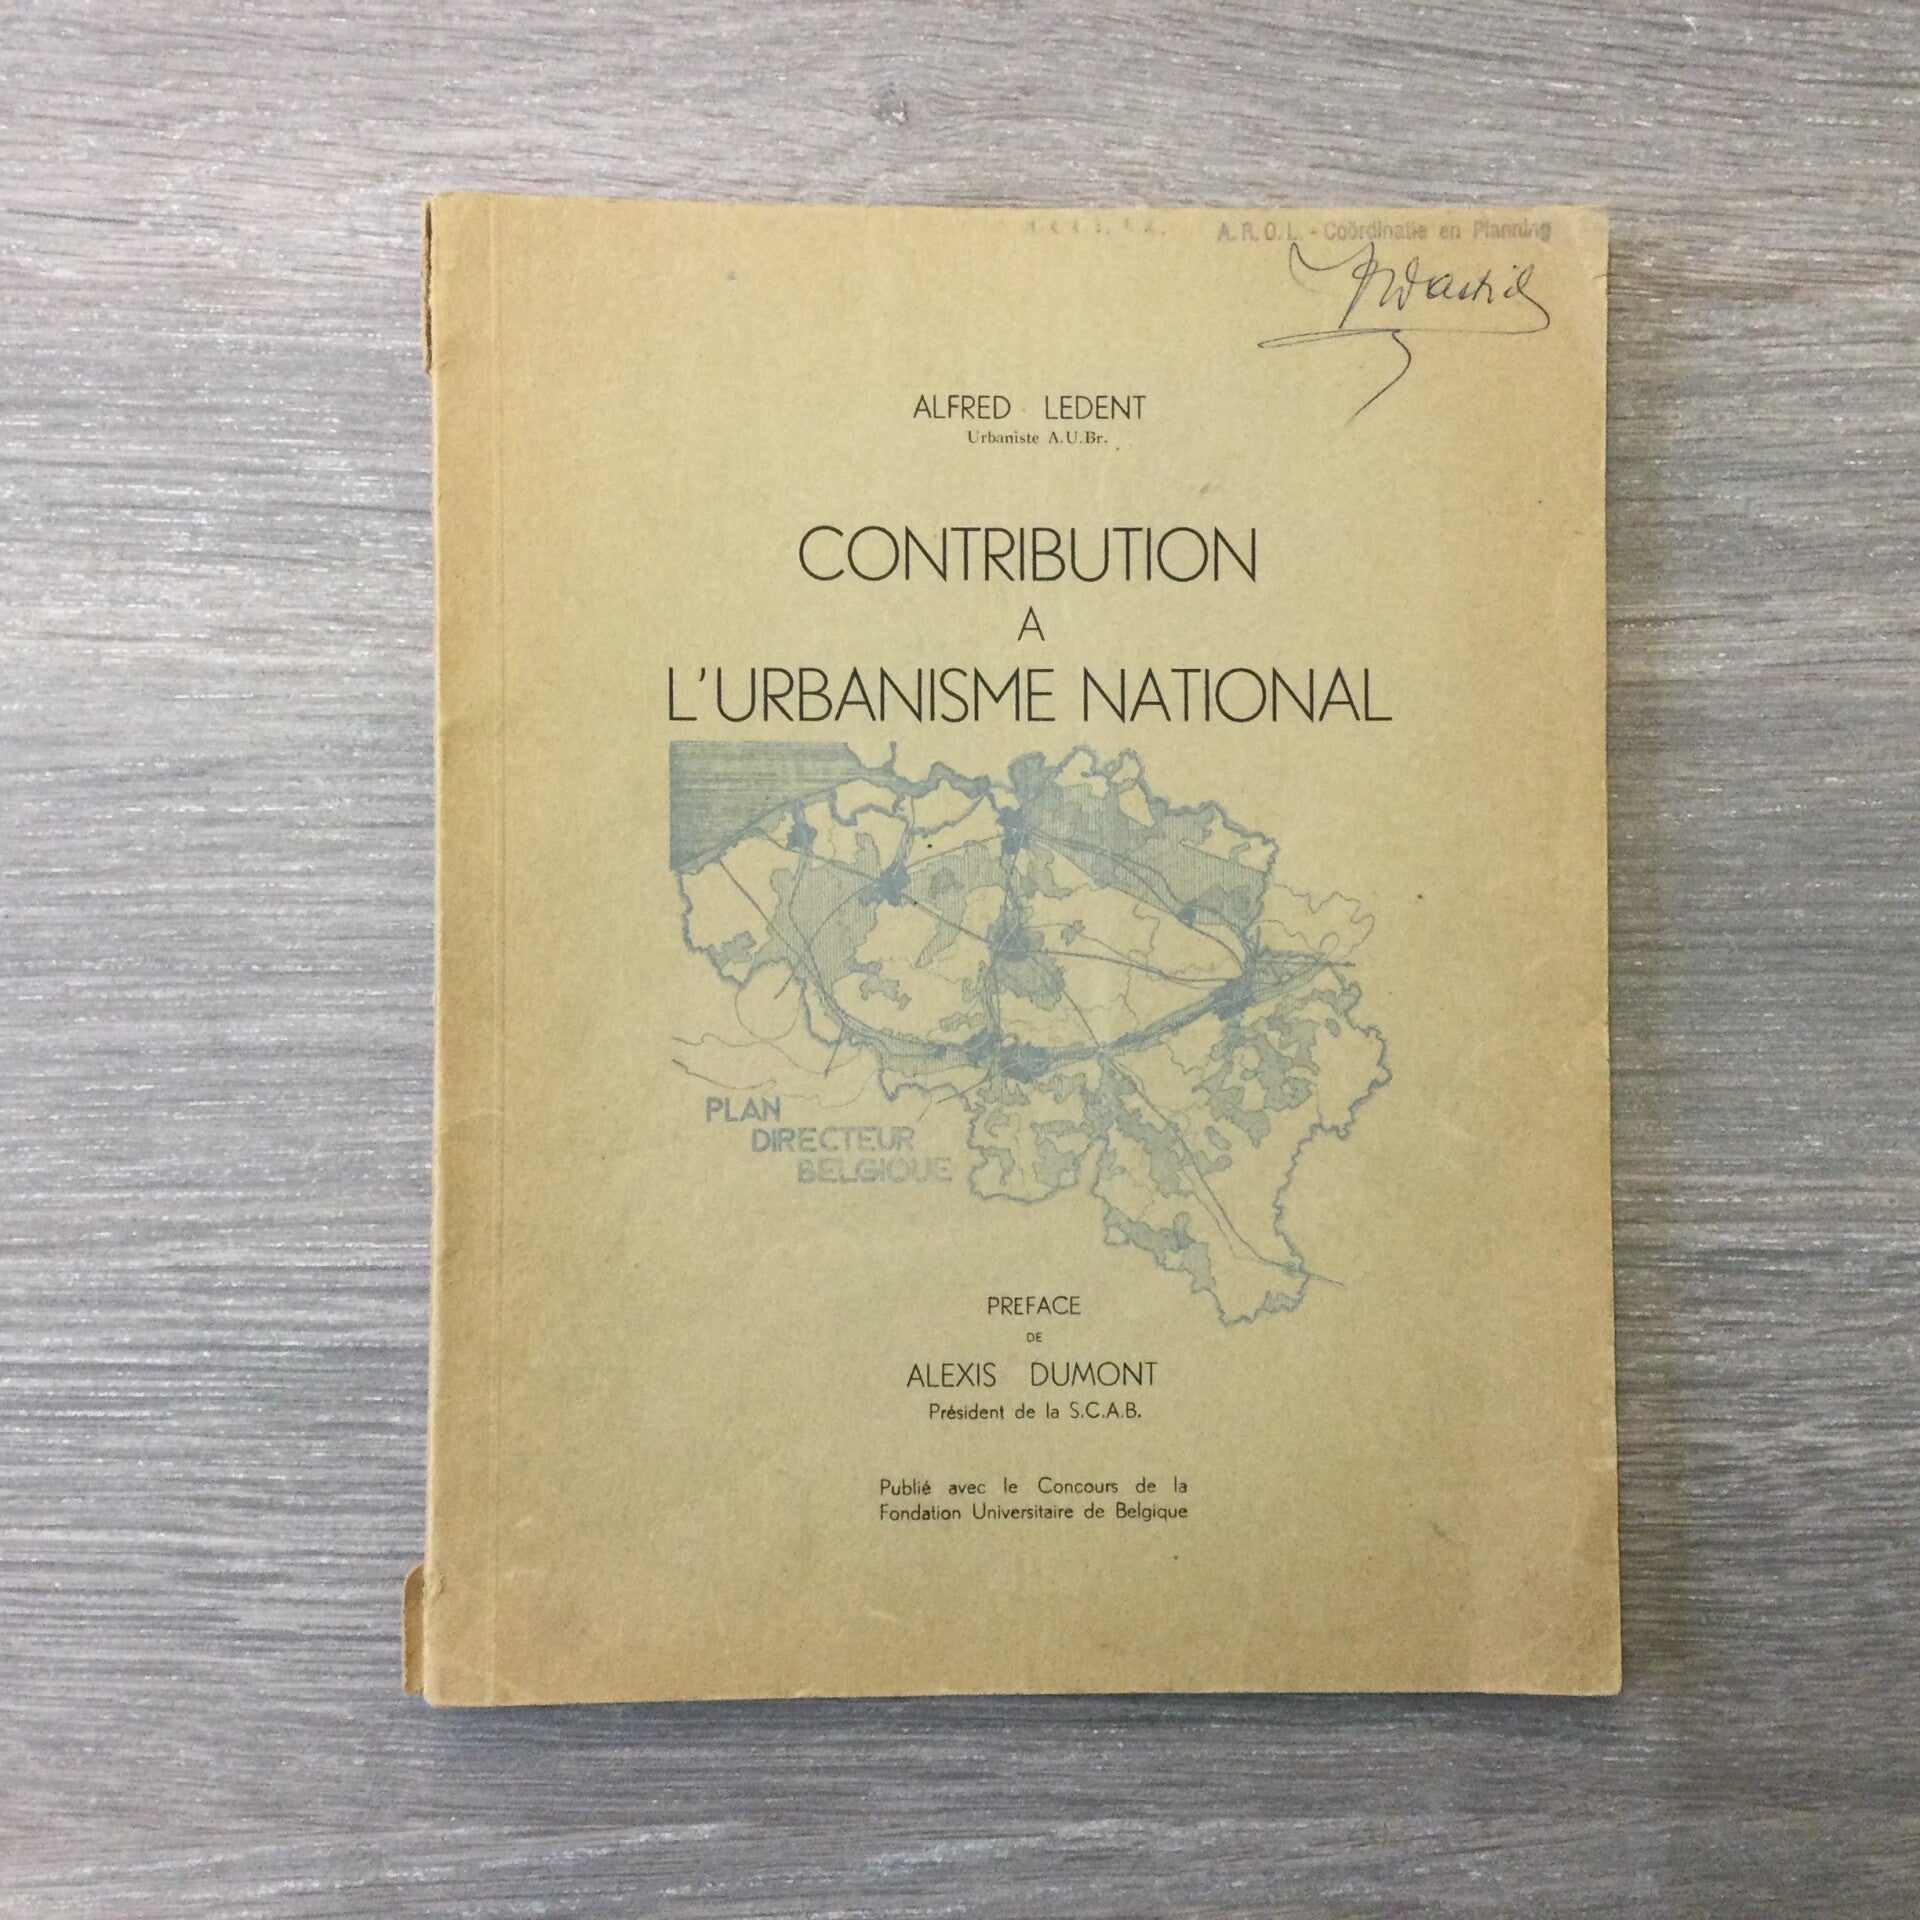 A.R.O.L. - Coördinatie en Planning
ALFRED LEDENT
Urbaniste A.U.Br.
CONTRIBUTION
A
L'URBANISME NATIONAL
PLAN
DIRECTEUR
BELGIQUE
PREFACE
DE
ALEXIS DUMONT
Président de la S.C.A.B.
Publié avec le Concours de la
Fondation Universitaire de Belgique